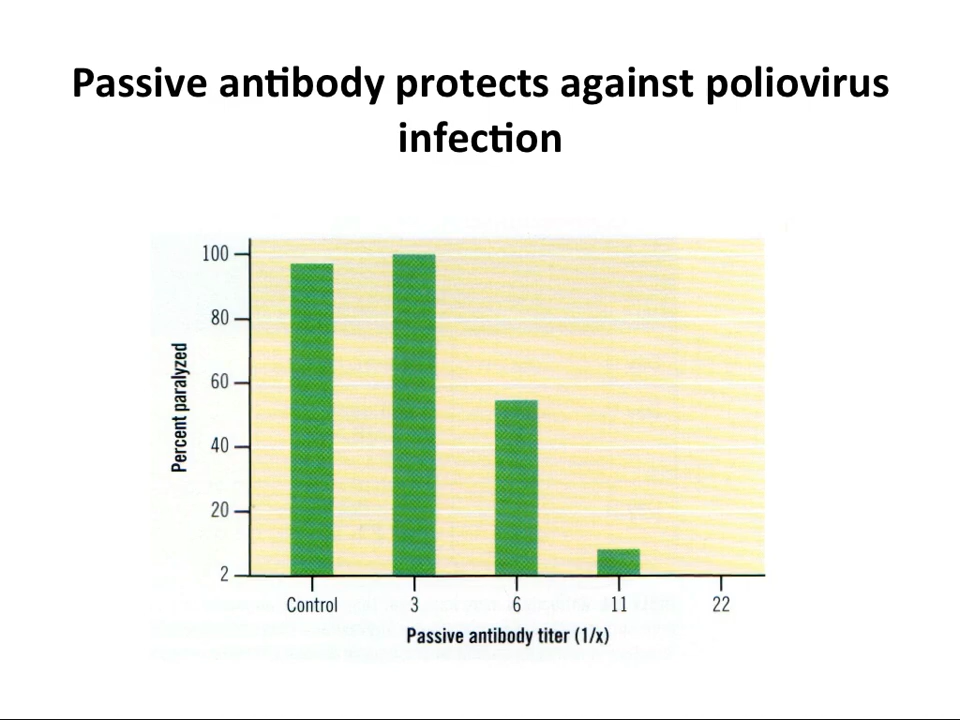 Passive antibody protects against poliovirus
infection
100
80
60
40
20
2
Percent paralyzed
Control 3 6 11 22
Passive antibody titer (1/x)